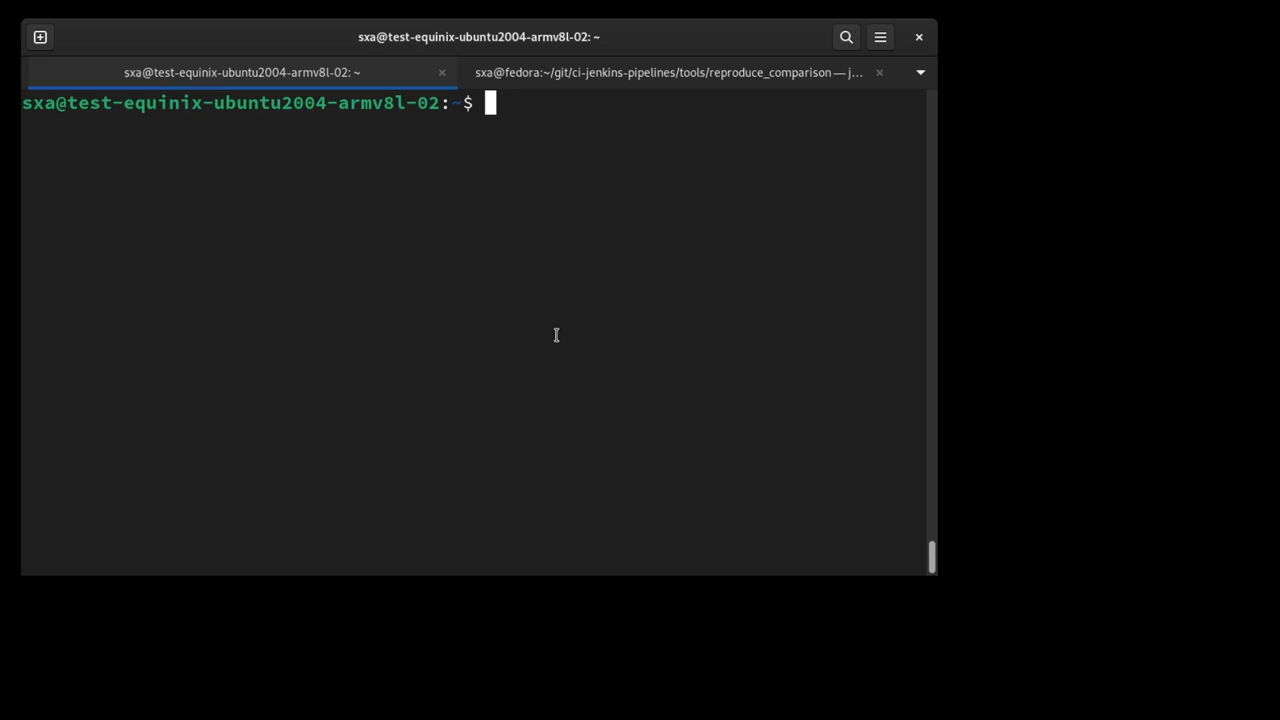 sxa@test-equinix-ubuntu2004-armv8l-02: ~
sxa@test-equinix-ubuntu2004-armv8l-02: ~
sxa@fedora:~/git/ci-jenkins-pipelines/tools/reproduce_comparison — j…
sxa@test-equinix-ubuntu2004-armv8l-02:~$